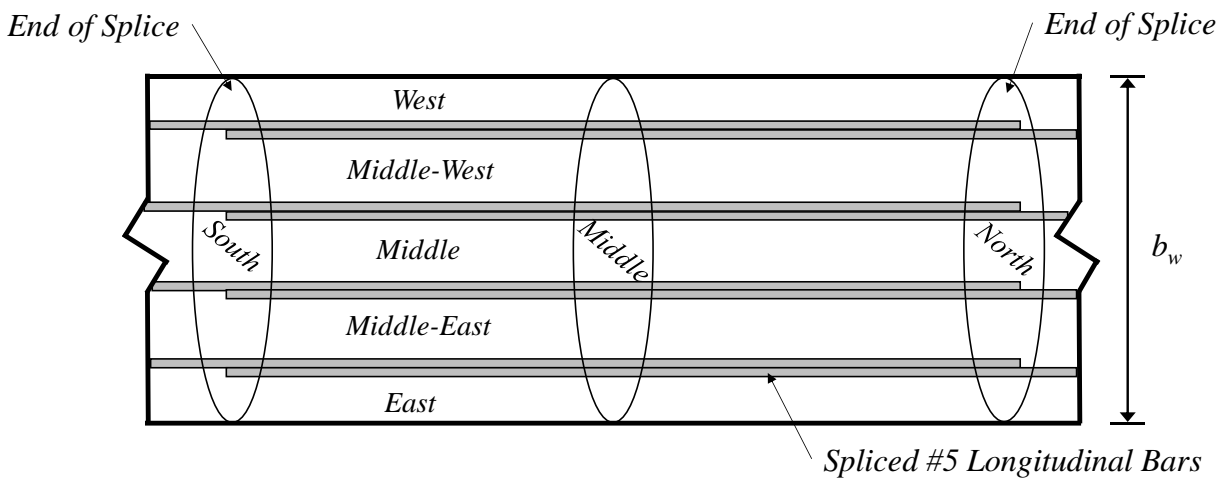 End of Splice
End of Splice
West
Middle-West
South
Middle
Middle
North
b_w
Middle-East
East
Spliced #5 Longitudinal Bars